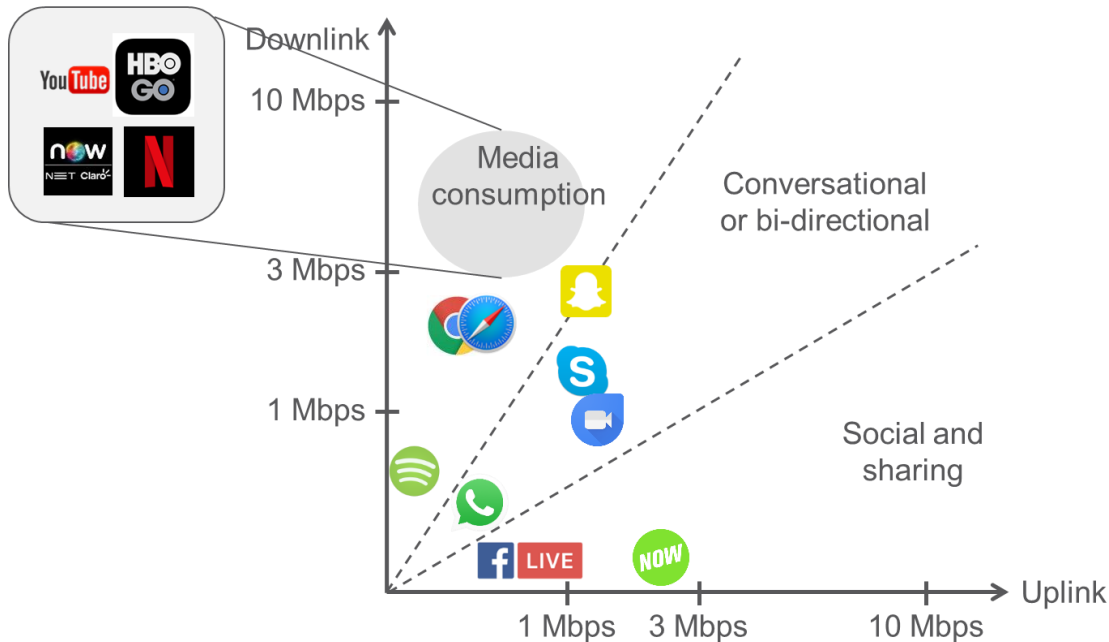 Downlink
YouTube
HBO
GO
now
NET Claro
N
10 Mbps
Media
consumption
Conversational
or bi-directional
3 Mbps
S
1 Mbps
Social and
sharing
f LIVE
NOW
Uplink
1 Mbps
3 Mbps
10 Mbps